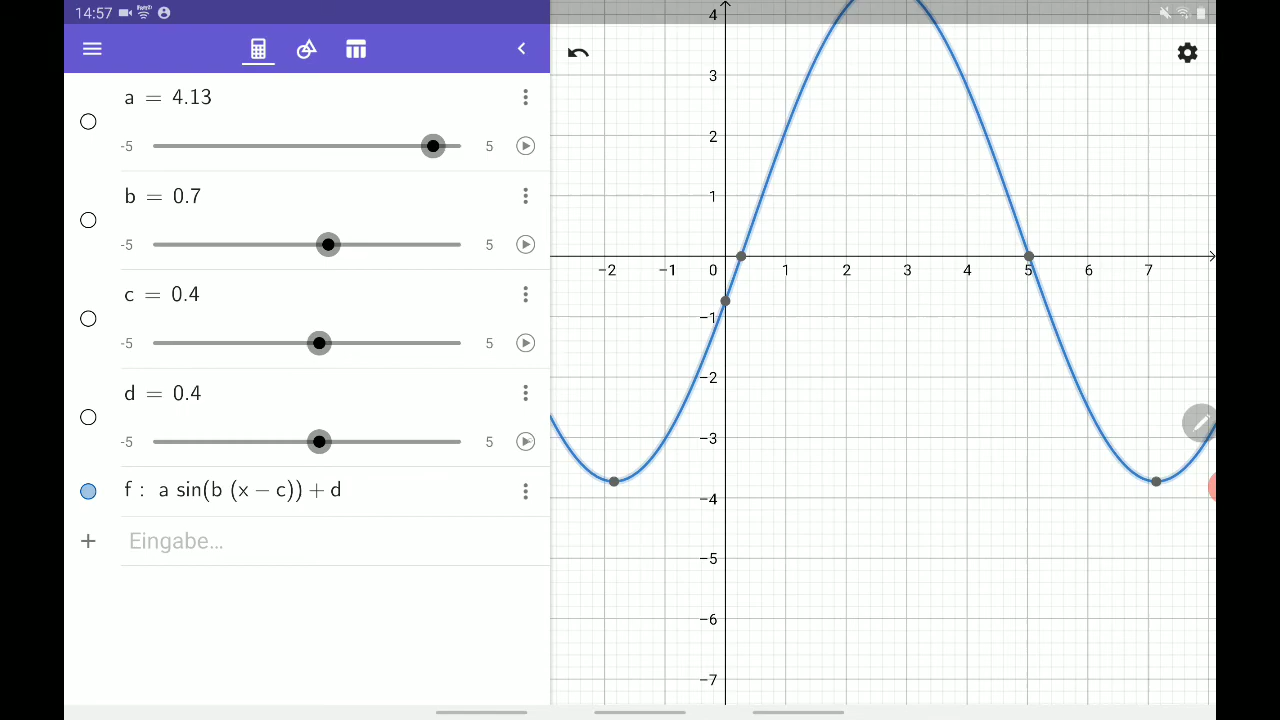 14:57
a = 4.13
-5 5
b = 0.7
-5 5
c = 0.4
-5 5
d = 0.4
-5 5
f : a sin(b (x − c)) + d
+ Eingabe...
4
3
2
1
−2 −1 0 1 2 3 4 5 6 7
−1
−2
−3
−4
−5
−6
−7